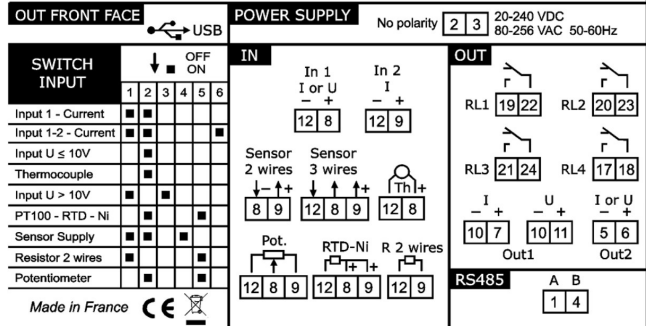 OUT FRONT FACE
USB
SWITCH INPUT
OFF
ON
1 2 3 4 5 6
Input 1 - Current
Input 1-2 - Current
Input U ≤ 10V
Thermocouple
Input U > 10V
PT100 - RTD - Ni
Sensor Supply
Resistor 2 wires
Potentiometer
Made in France CE
POWER SUPPLY
No polarity 2 3 20-240 VDC
80-256 VAC 50-60Hz
IN
In 1 In 2
I or U I
- + - +
12 8 12 9
Sensor Sensor
2 wires 3 wires
- + + Th +
8 9 12 8 9 12 8
Pot. RTD-Ni R 2 wires
+ +
12 8 9 12 8 9 12 9
OUT
RL1 19 22 RL2 20 23
RL3 21 24 RL4 17 18
I U I or U
- + - + - +
10 7 10 11 5 6
Out1 Out2
RS485
A B
1 4